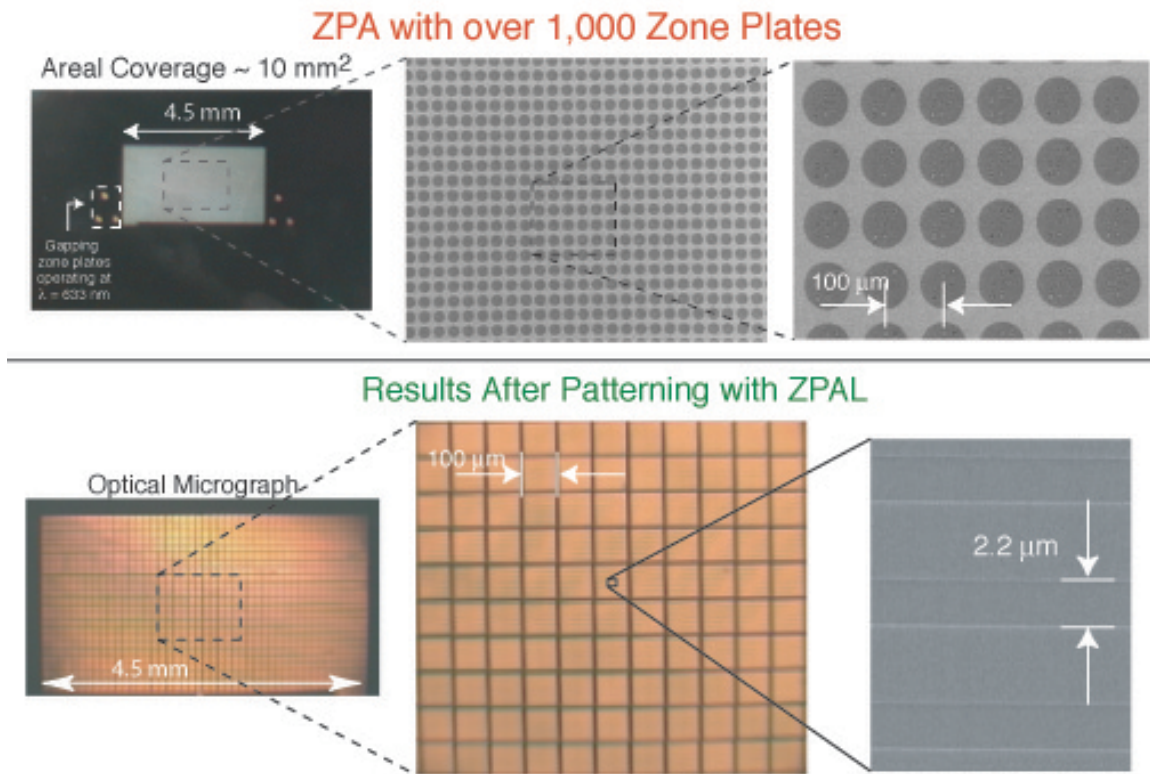 ZPA with over 1,000 Zone Plates
Areal Coverage ~ 10 mm²
4.5 mm
Gapping
zone plates
operating at
λ = 633 nm
100 μm
Results After Patterning with ZPAL
Optical Micrograph
4.5 mm
100 μm
2.2 μm